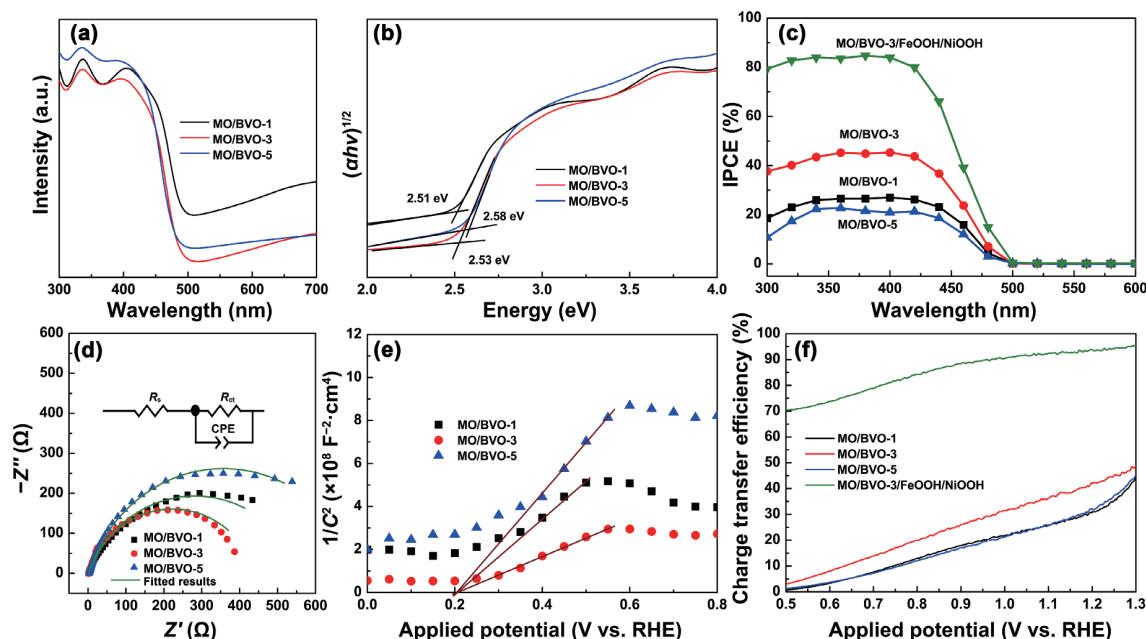 (a)
Intensity (a.u.)
MO/BVO-1
MO/BVO-3
MO/BVO-5
300 400 500 600 700
Wavelength (nm)
(b)
(αhν)1/2
MO/BVO-1
MO/BVO-3
MO/BVO-5
2.51 eV
2.58 eV
2.53 eV
2.0 2.5 3.0 3.5 4.0
Energy (eV)
(c)
IPCE (%)
100
80
60
40
20
0
MO/BVO-3/FeOOH/NiOOH
MO/BVO-3
MO/BVO-1
MO/BVO-5
300 350 400 450 500 550 600
Wavelength (nm)
(d)
−Z″ (Ω)
600
500
400
300
200
100
0
Rs
Rct
CPE
MO/BVO-1
MO/BVO-3
MO/BVO-5
Fitted results
0 100 200 300 400 500 600
Z′ (Ω)
(e)
1/C2 (×108 F−2·cm4)
12
10
8
6
4
2
0
MO/BVO-1
MO/BVO-3
MO/BVO-5
0.0 0.2 0.4 0.6 0.8
Applied potential (V vs. RHE)
(f)
Charge transfer efficiency (%)
100
90
80
70
60
50
40
30
20
10
0
MO/BVO-1
MO/BVO-3
MO/BVO-5
MO/BVO-3/FeOOH/NiOOH
0.5 0.6 0.7 0.8 0.9 1.0 1.1 1.2 1.3
Applied potential (V vs. RHE)